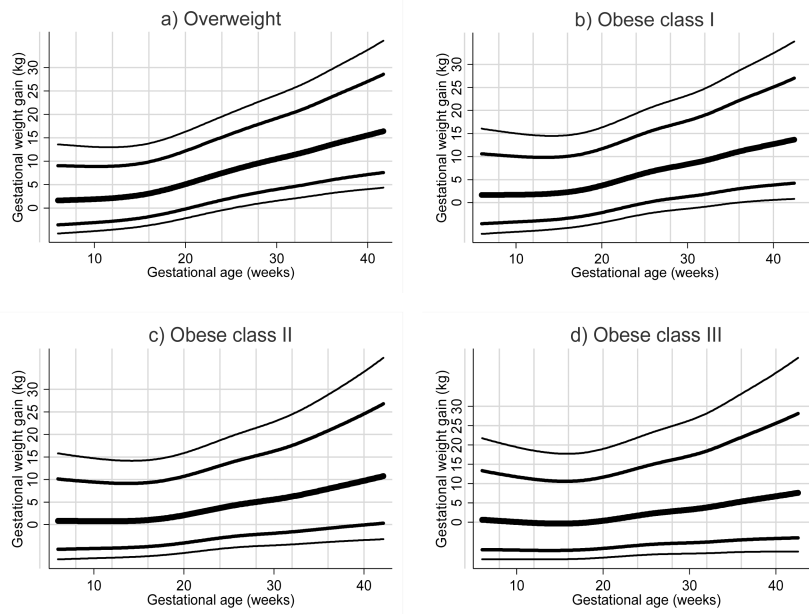 a) Overweight
Gestational weight gain (kg)
30
25
20
15
10
5
0
10 20 30 40
Gestational age (weeks)
b) Obese class I
Gestational weight gain (kg)
30
25
20
15
10
5
0
10 20 30 40
Gestational age (weeks)
c) Obese class II
Gestational weight gain (kg)
30
25
20
15
10
5
0
10 20 30 40
Gestational age (weeks)
d) Obese class III
Gestational weight gain (kg)
30
25
20
15
10
5
0
10 20 30 40
Gestational age (weeks)